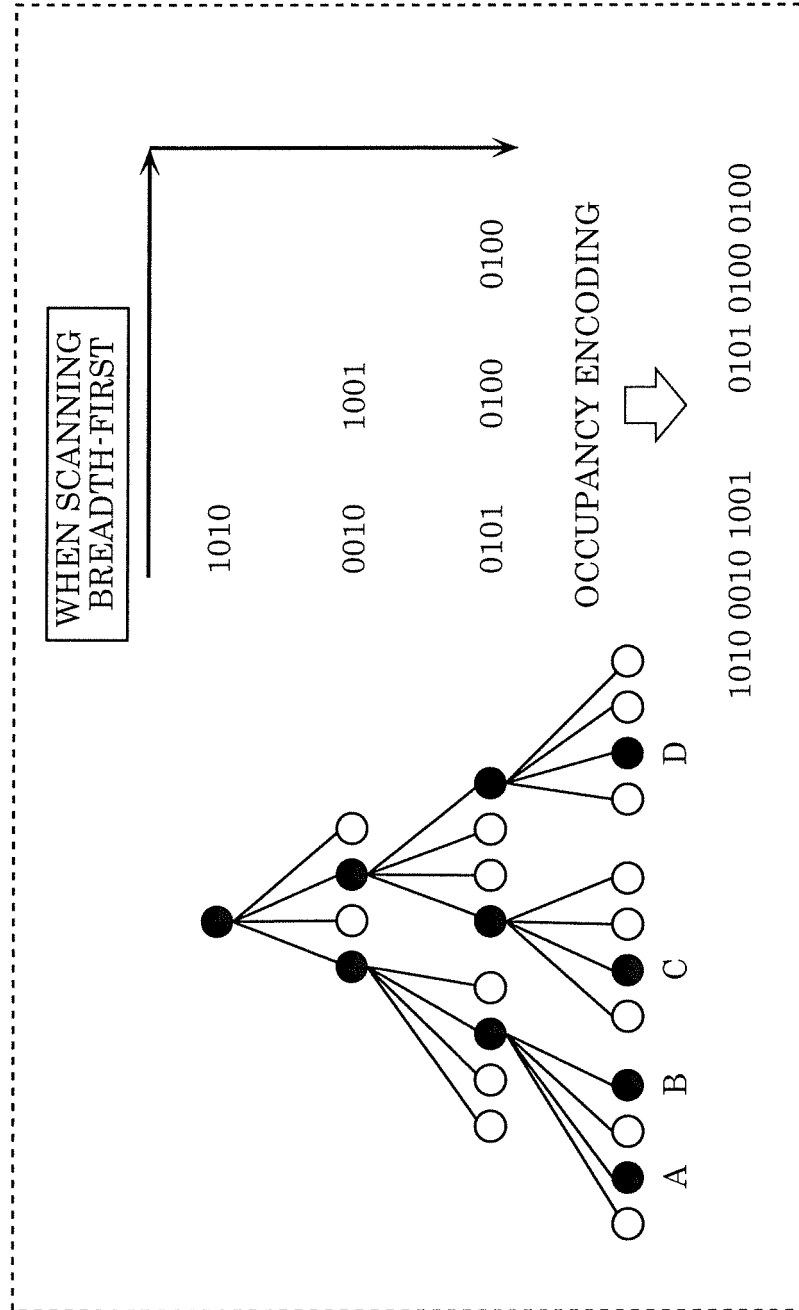 WHEN SCANNING
BREADTH-FIRST
1010
0010 1001
0101 0100 0100
OCCUPANCY ENCODING
A B C D
1010 0010 1001 0101 0100 0100